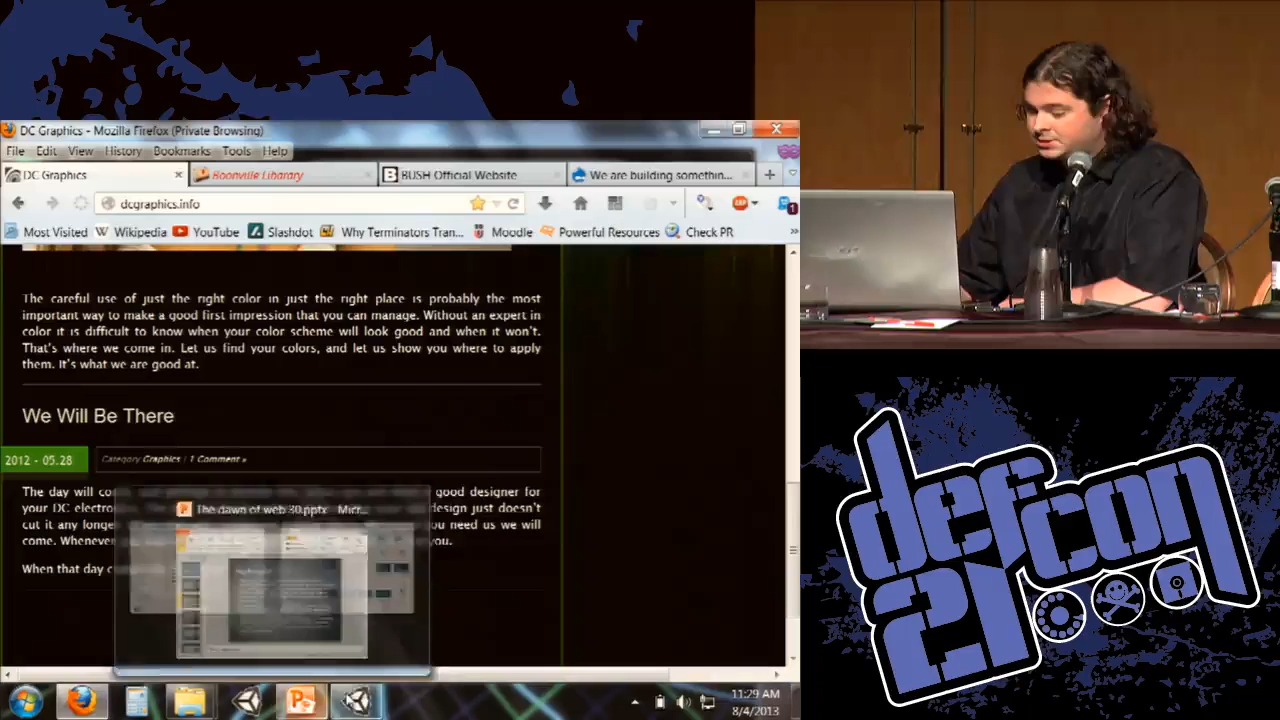 DC Graphics - Mozilla Firefox (Private Browsing)
File Edit View History Bookmarks Tools Help
DC Graphics
Boonville Libarary
BUSH Official Website
We are building somethin...
dcgraphics.info
Most Visited Wikipedia YouTube Slashdot Why Terminators Tran... Moodle Powerful Resources Check PR
The careful use of just the right color in just the right place is probably the most
important way to make a good first impression that you can manage. Without an expert in
color it is difficult to know when your color scheme will look good and when it won't.
That's where we come in. Let us find your colors, and let us show you where to apply
them. It's what we are good at.
We Will Be There
2012 - 05.28
Category Graphics | 1 Comment »
The day will co good designer for
your DC electro design just doesn't
cut it any longe ou need us we will
come. Wheneve you.
When that day c
The dawn of web 30.pptx - Micr...
11:29 AM
8/4/2013
defcon
21